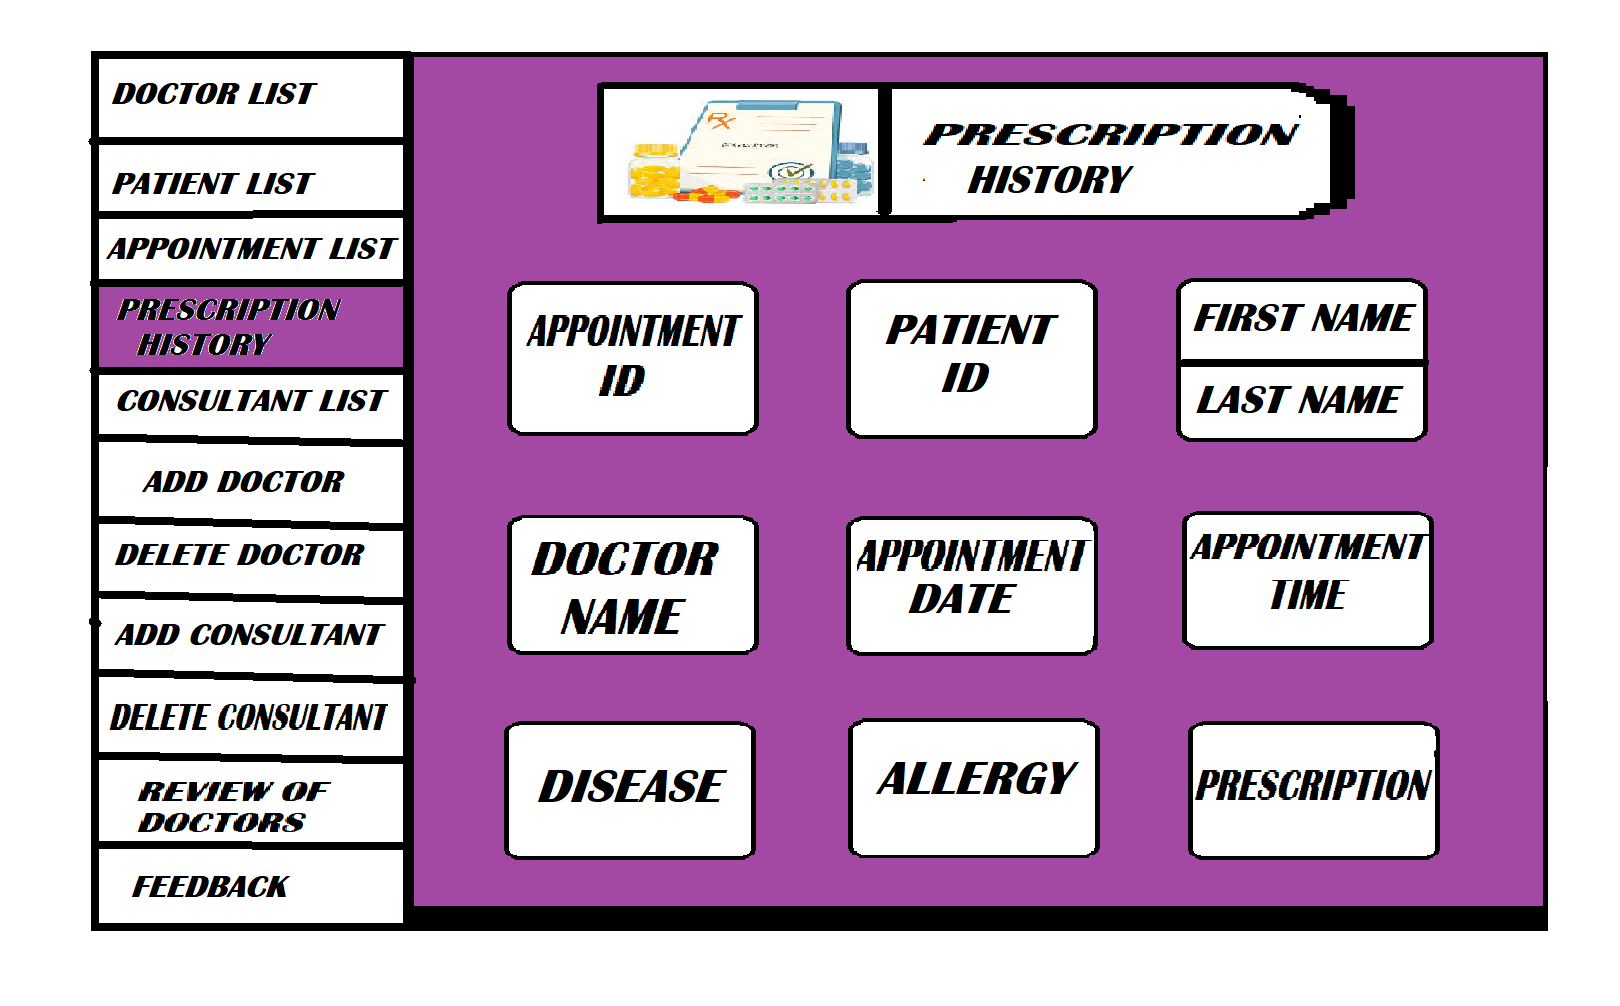 DOCTOR LIST
PATIENT LIST
APPOINTMENT LIST
PRESCRIPTION
HISTORY
CONSULTANT LIST
ADD DOCTOR
DELETE DOCTOR
ADD CONSULTANT
DELETE CONSULTANT
REVIEW OF
DOCTORS
FEEDBACK
RX
PRESCRIPTION
HISTORY
APPOINTMENT
ID
PATIENT
ID
FIRST NAME
LAST NAME
DOCTOR
NAME
APPOINTMENT
DATE
APPOINTMENT
TIME
DISEASE
ALLERGY
PRESCRIPTION